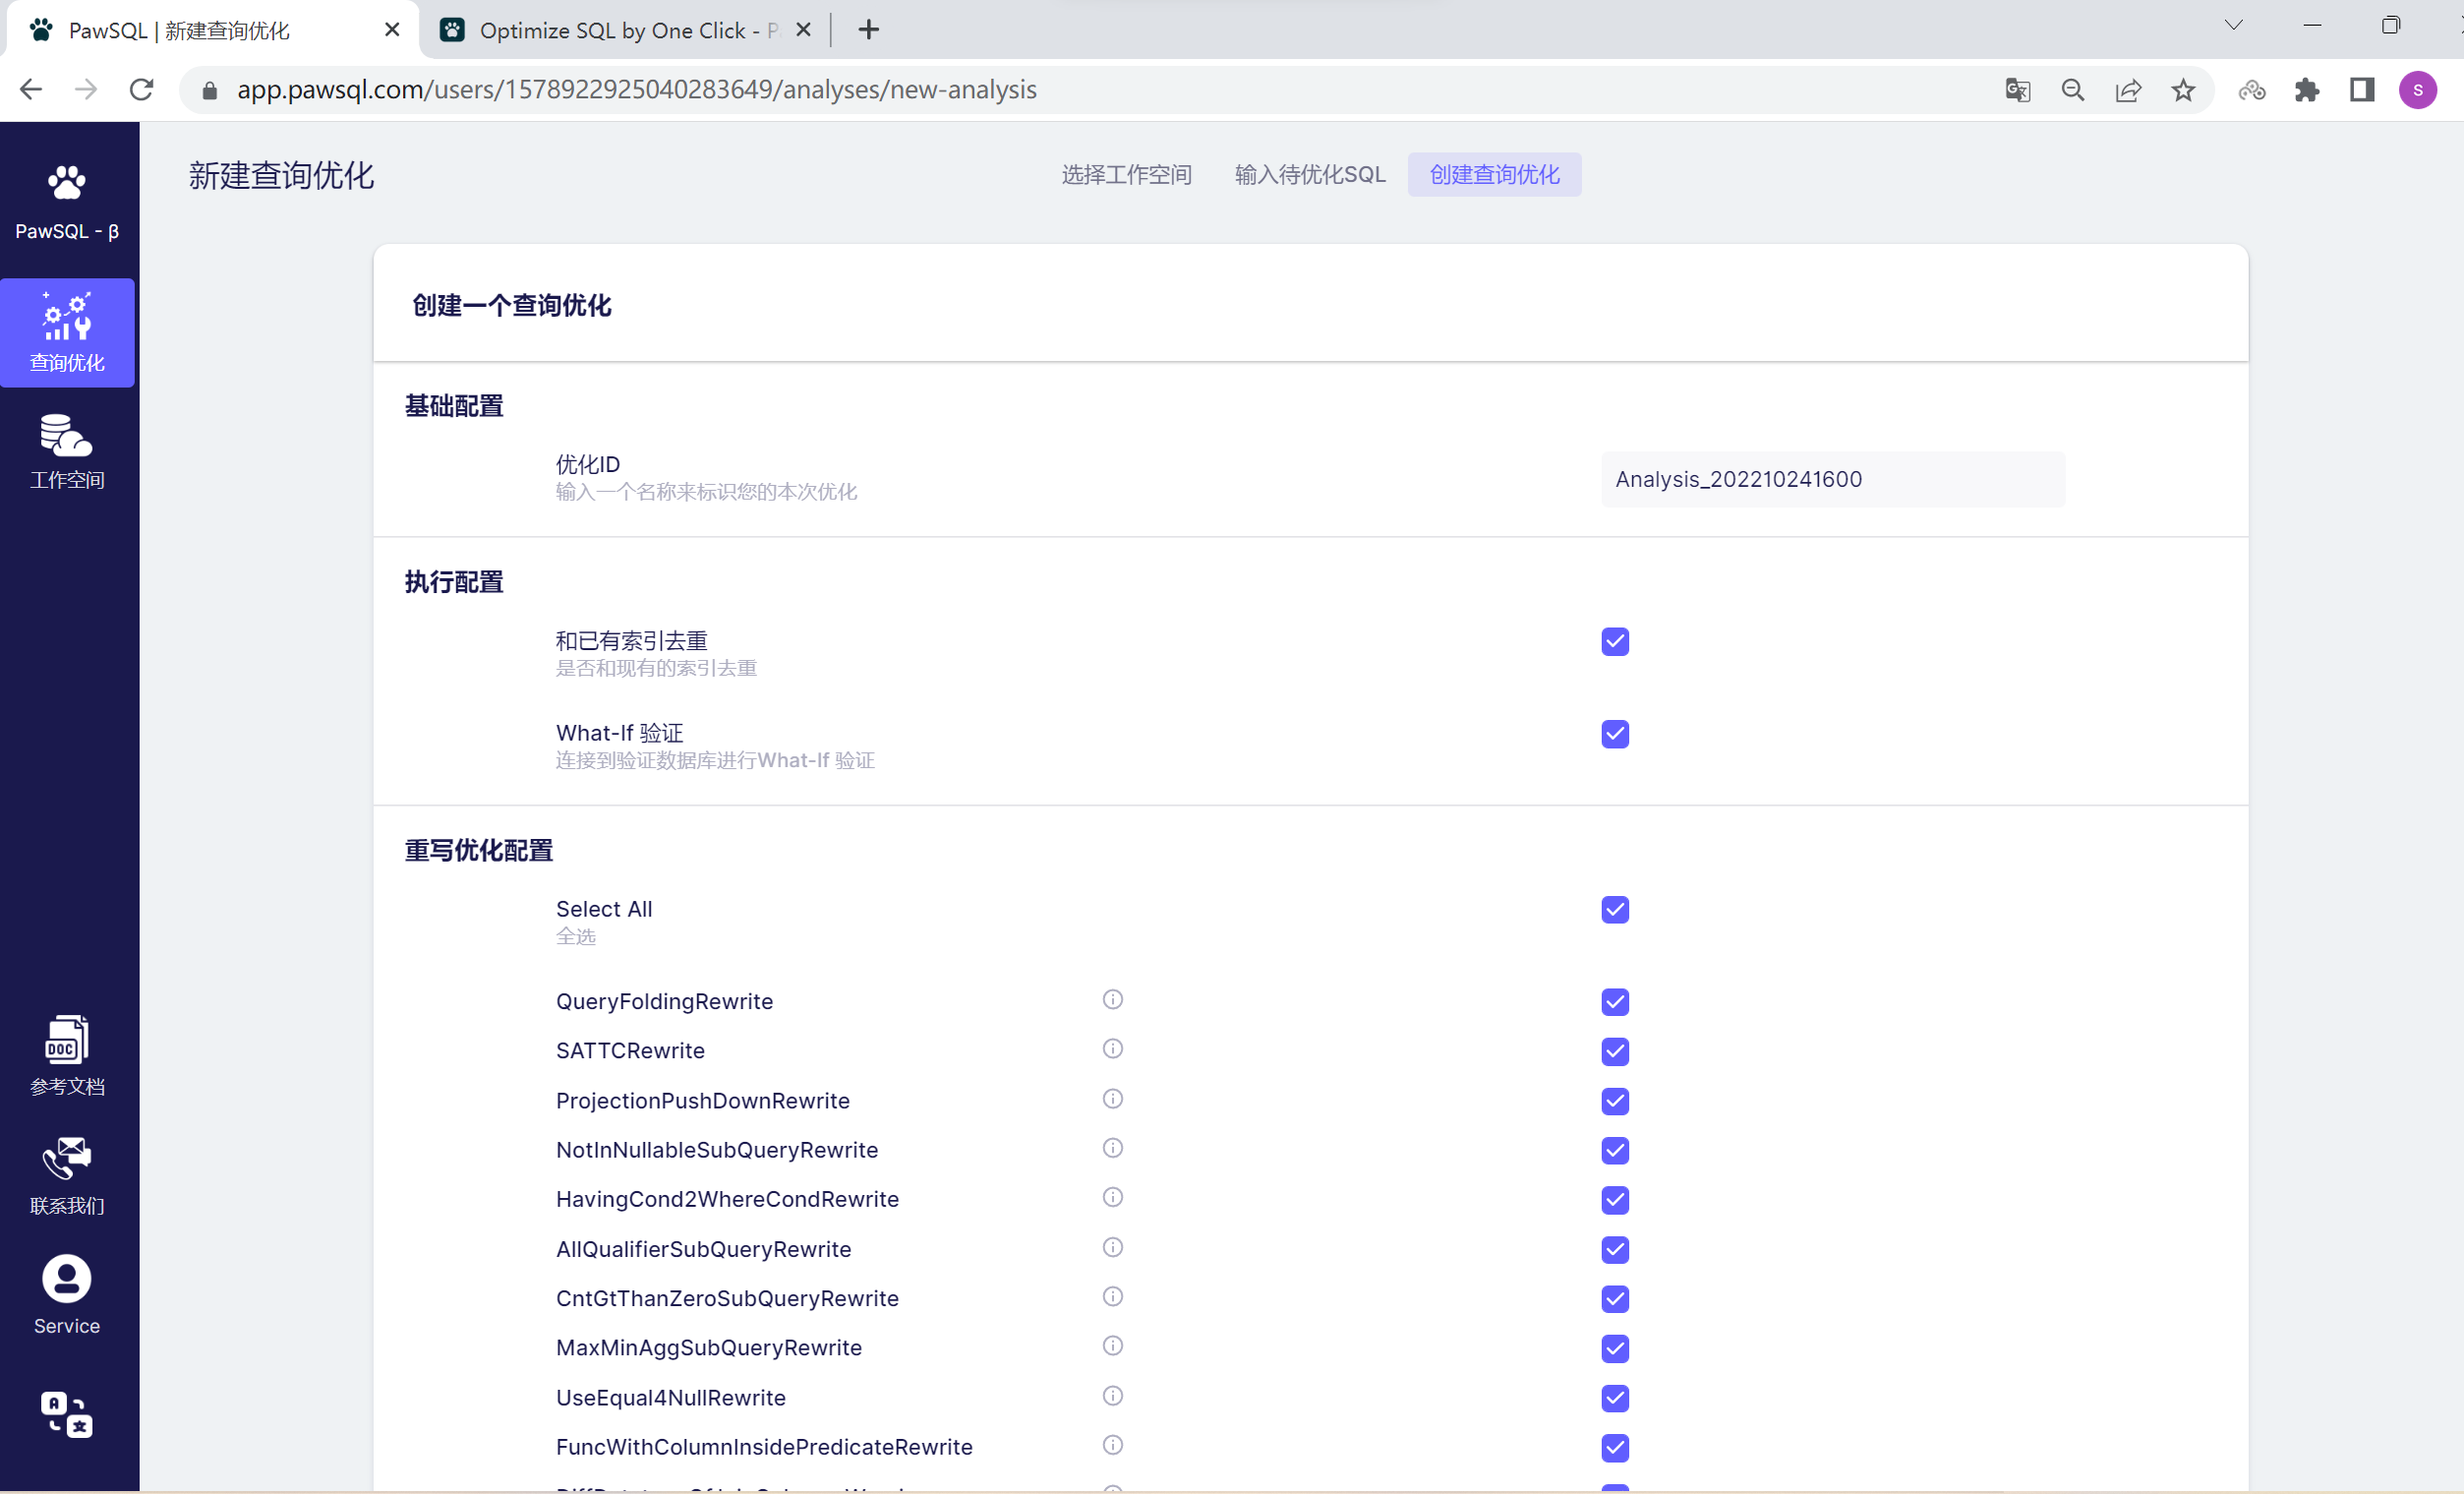 PawSQL | 新建查询优化
Optimize SQL by One Click - P
app.pawsql.com/users/1578922925040283649/analyses/new-analysis
S
PawSQL - β
查询优化
工作空间
DOC
参考文档
联系我们
Service
A 文
新建查询优化
选择工作空间 输入待优化SQL 创建查询优化
创建一个查询优化
基础配置
优化ID
输入一个名称来标识您的本次优化
Analysis_202210241600
执行配置
和已有索引去重
是否和现有的索引去重
What-If 验证
连接到验证数据库进行What-If 验证
重写优化配置
Select All
全选
QueryFoldingRewrite
SATTCRewrite
ProjectionPushDownRewrite
NotInNullableSubQueryRewrite
HavingCond2WhereCondRewrite
AllQualifierSubQueryRewrite
CntGtThanZeroSubQueryRewrite
MaxMinAggSubQueryRewrite
UseEqual4NullRewrite
FuncWithColumnInsidePredicateRewrite